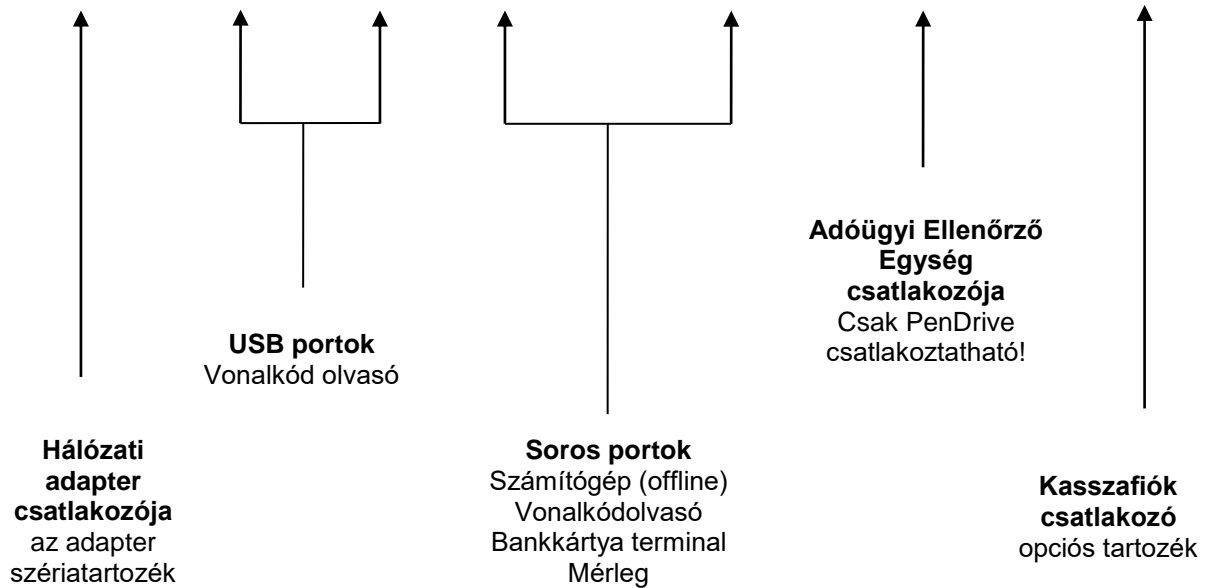 Hálózati
adapter
csatlakozója
az adapter
szériatartozék
USB portok
Vonalkód olvasó
Soros portok
Számítógép (offline)
Vonalkódolvasó
Bankkártya terminal
Mérleg
Adóügyi Ellenőrző
Egység
csatlakozója
Csak PenDrive
csatlakoztatható!
Kasszafiók
csatlakozó
opciós tartozék